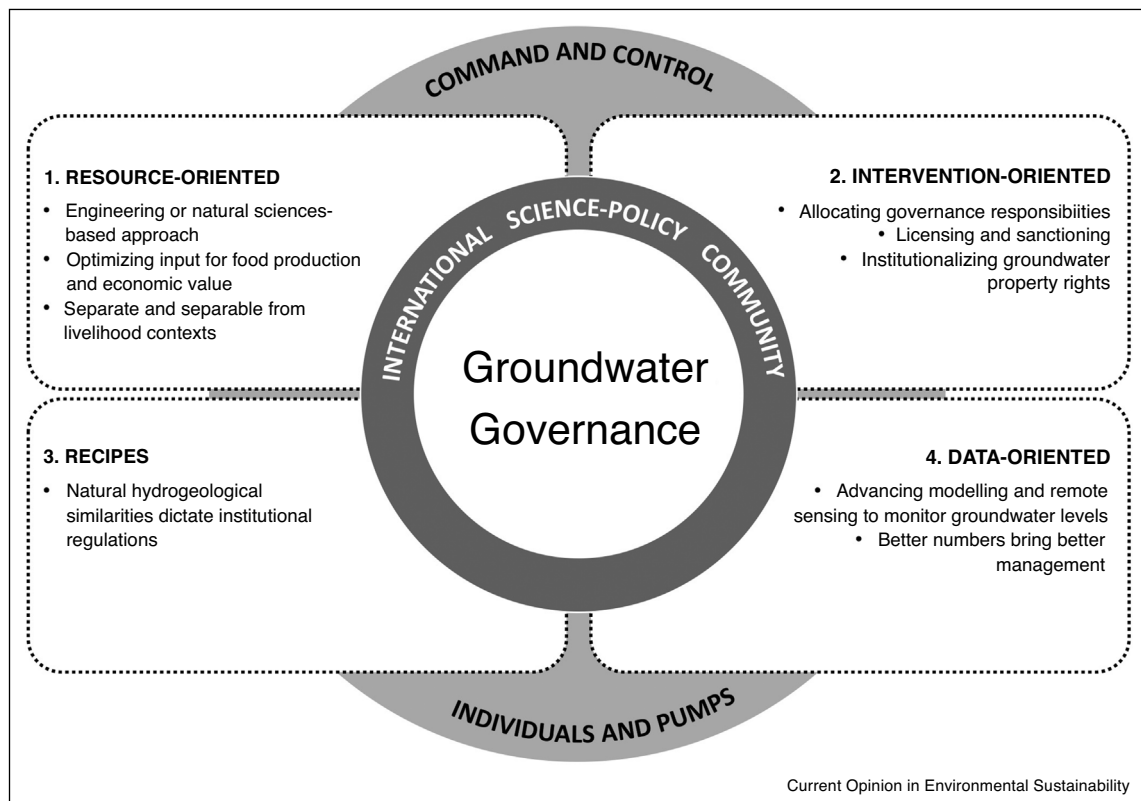 COMMAND AND CONTROL
1. RESOURCE-ORIENTED
• Engineering or natural sciences-
based approach
• Optimizing input for food production
and economic value
• Separate and separable from
livelihood contexts
2. INTERVENTION-ORIENTED
• Allocating governance responsibiities
• Licensing and sanctioning
• Institutionalizing groundwater
property rights
INTERNATIONAL SCIENCE-POLICY COMMUNITY
Groundwater
Governance
3. RECIPES
• Natural hydrogeological
similarities dictate institutional
regulations
4. DATA-ORIENTED
• Advancing modelling and remote
sensing to monitor groundwater levels
• Better numbers bring better
management
INDIVIDUALS AND PUMPS
Current Opinion in Environmental Sustainability